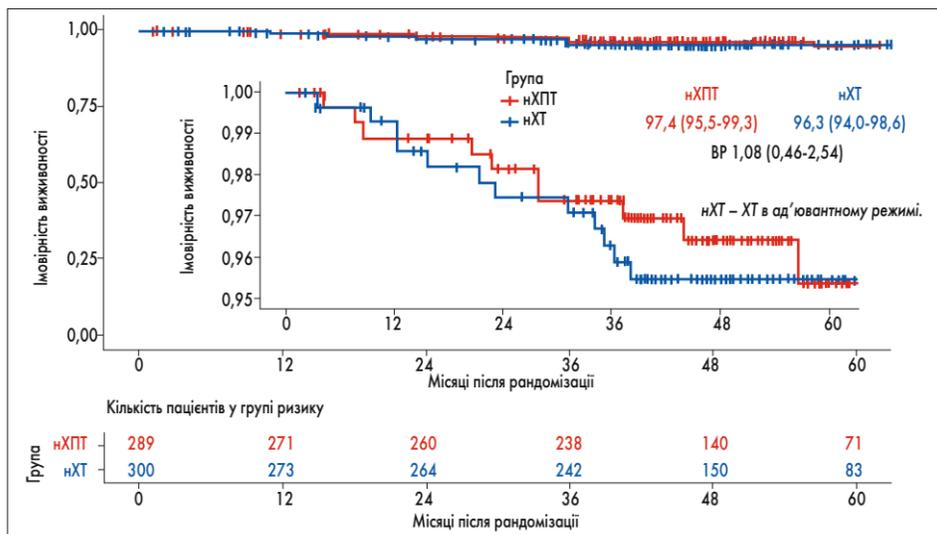 Імовірність виживаності
1,00
0,75
0,50
0,25
0,00
Імовірність виживаності
1,00
0,99
0,98
0,97
0,96
0,95
Група
нХПТ
нХТ
нХПТ нХТ
97,4 (95,5-99,3) 96,3 (94,0-98,6)
ВР 1,08 (0,46-2,54)
нХТ – ХТ в ад’ювантному режимі.
0 12 24 36 48 60
0 12 24 36 48 60
Місяці після рандомізації
Кількість пацієнтів у групі ризику
Група
нХПТ 289 271 260 238 140 71
нХТ 300 273 264 242 150 83
0 12 24 36 48 60
Місяці після рандомізації